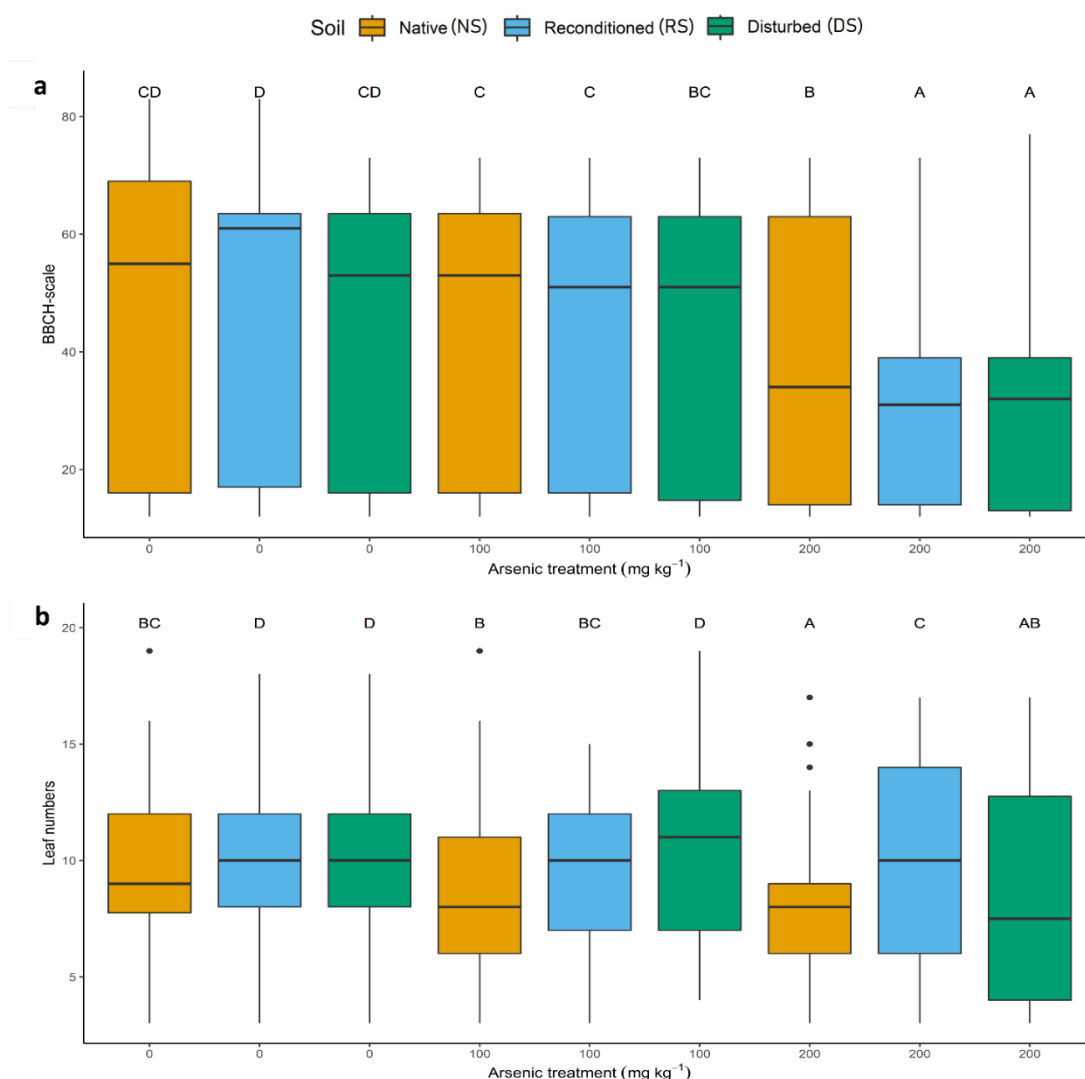 Soil Native (NS) Reconditioned (RS) Disturbed (DS)
a
CD D CD C C BC B A A
80
60
40
20
BBCH-scale
0 0 0 100 100 100 200 200 200
Arsenic treatment (mg kg⁻¹)
b
BC D D B BC D A C AB
20
15
10
5
Leaf numbers
0 0 0 100 100 100 200 200 200
Arsenic treatment (mg kg⁻¹)